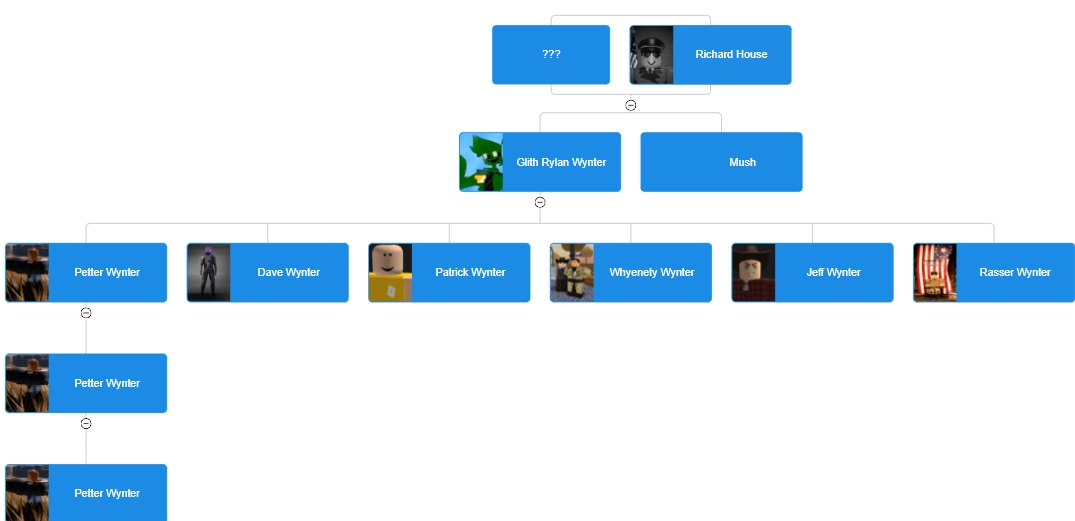 ???
Richard House
Glith Rylan Wynter
Mush
Petter Wynter
Dave Wynter
Patrick Wynter
Whyenety Wynter
Jeff Wynter
Rasser Wynter
Petter Wynter
Petter Wynter